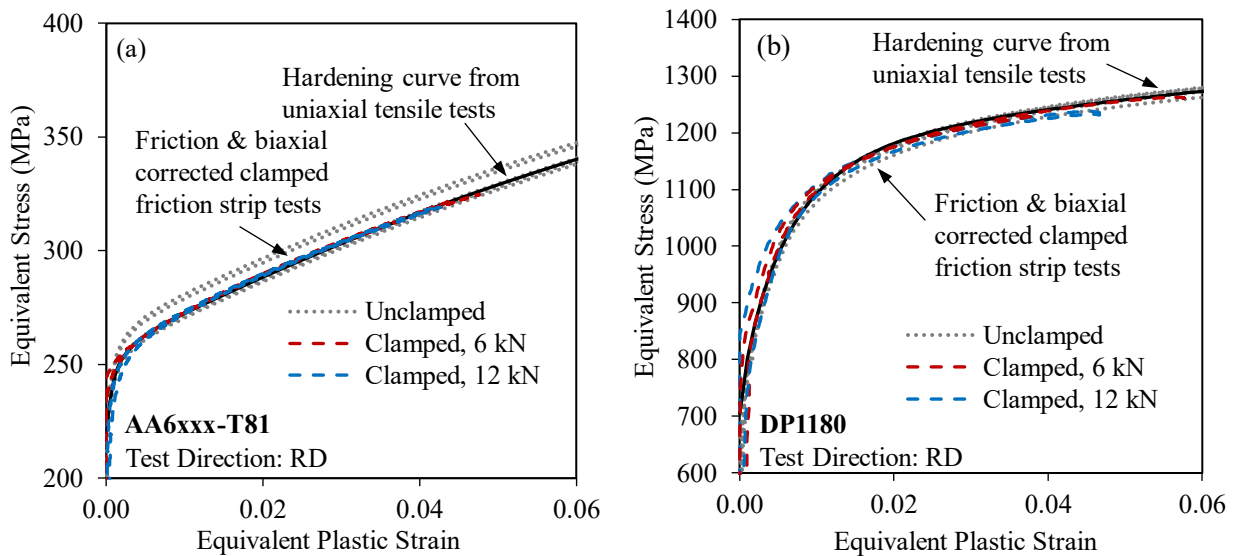 (a)
400
350
300
250
200
Equivalent Stress (MPa)
Hardening curve from
uniaxial tensile tests
Friction & biaxial
corrected clamped
friction strip tests
Unclamped
Clamped, 6 kN
Clamped, 12 kN
AA6xxx-T81
Test Direction: RD
0.00
0.02
0.04
0.06
Equivalent Plastic Strain
(b)
1400
1300
1200
1100
1000
900
800
700
600
Equivalent Stress (MPa)
Hardening curve from
uniaxial tensile tests
Friction & biaxial
corrected clamped
friction strip tests
Unclamped
Clamped, 6 kN
Clamped, 12 kN
DP1180
Test Direction: RD
0.00
0.02
0.04
0.06
Equivalent Plastic Strain